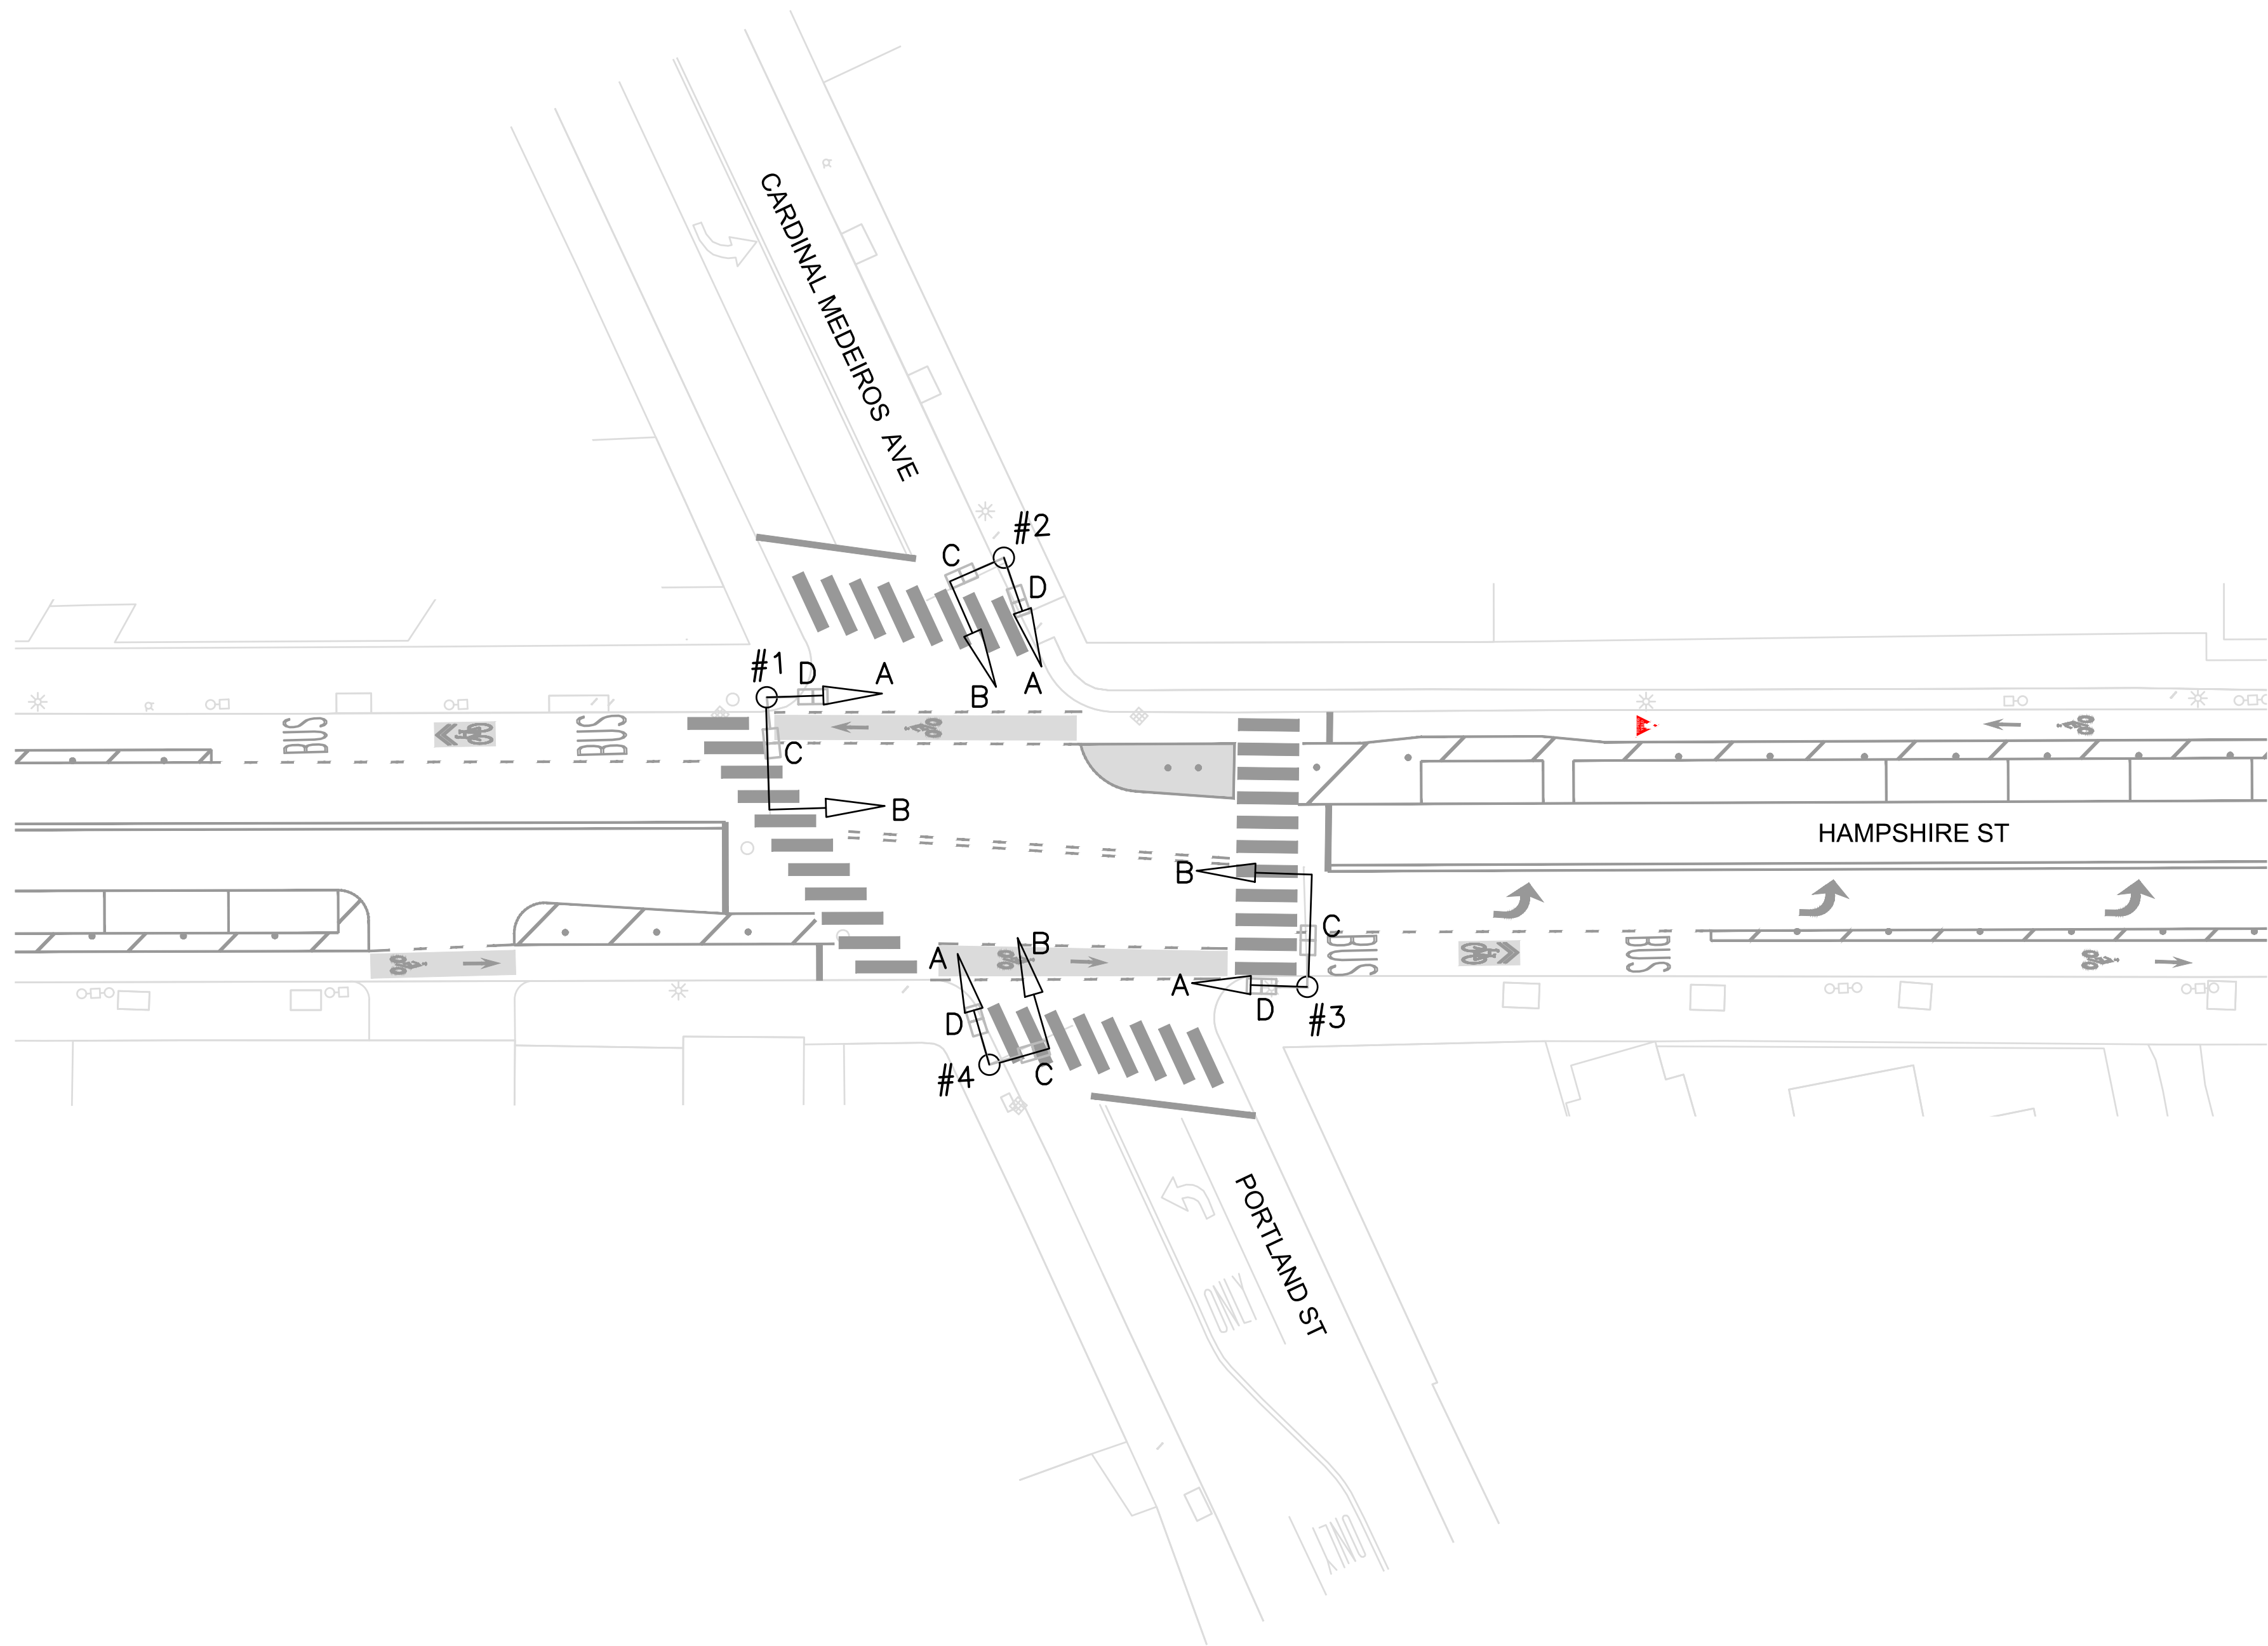 CARDINAL MEDEIROS AVE
#2
C
D
#1
D
A
B
A
BUS
BUS
C
B
HAMPSHIRE ST
B
C
B
A
BUS
BUS
A
D
#3
D
#4
C
PORTLAND ST
ONLY
ONLY